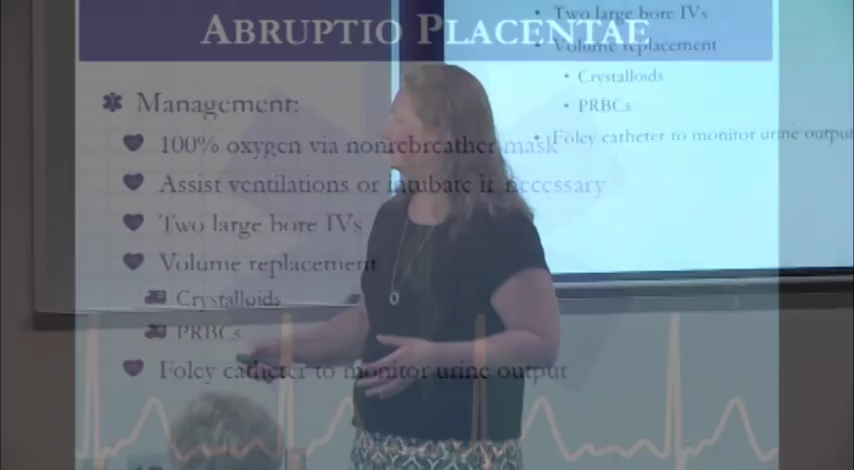 ABRUPTIO PLACENTAE
Management:
100% oxygen via nonrebreather mask
Assist ventilations or intubate if necessary
Two large bore IVs
Volume replacement
Crystalloids
PRBCs
Foley catheter to monitor urine output
Two large bore IVs
Volume replacement
Crystalloids
PRBCs
Foley catheter to monitor urine output